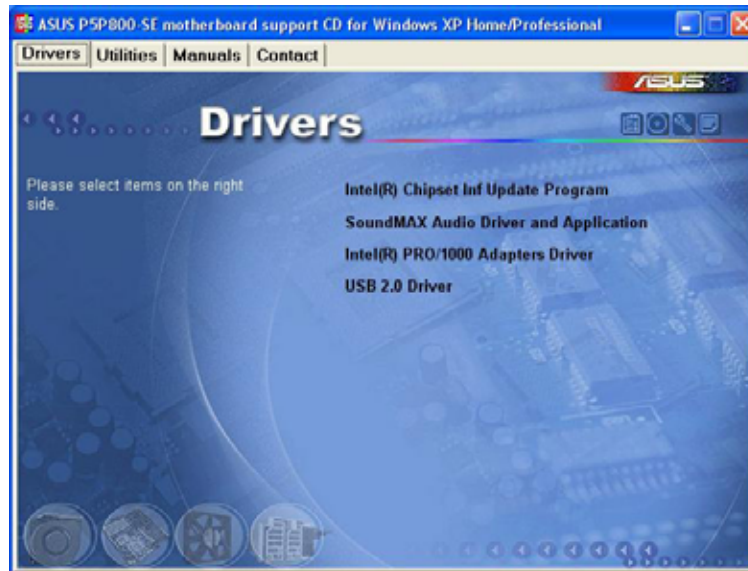 ASUS P5P800-SE motherboard support CD for Windows XP Home/Professional
Drivers Utilities Manuals Contact
ASUS
Drivers
Please select items on the right
side.
Intel(R) Chipset Inf Update Program
SoundMAX Audio Driver and Application
Intel(R) PRO/1000 Adapters Driver
USB 2.0 Driver